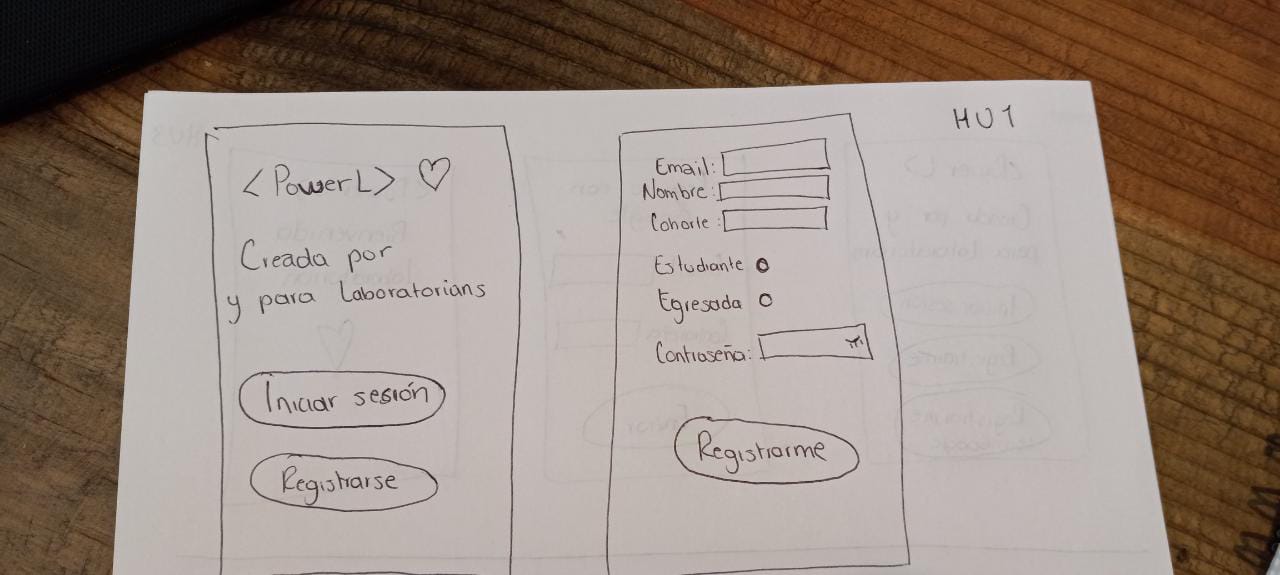 HU1
<PowerL> ♡
Creada por
y para Laboratorians
Iniciar sesión
Registrarse
Email:
Nombre:
Cohorte:
Estudiante
Egresada
Contraseña:
Registrarme